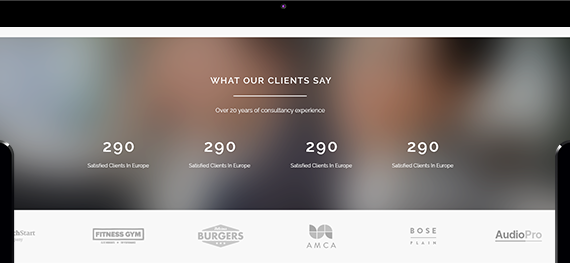 WHAT OUR CLIENTS SAY
Over 20 years of consultancy experience
290 290 290 290
Satisfied Clients In Europe Satisfied Clients In Europe Satisfied Clients In Europe Satisfied Clients In Europe
FITNESS GYM
BURGERS
AMCA
BOSE
PLAIN
AudioPro